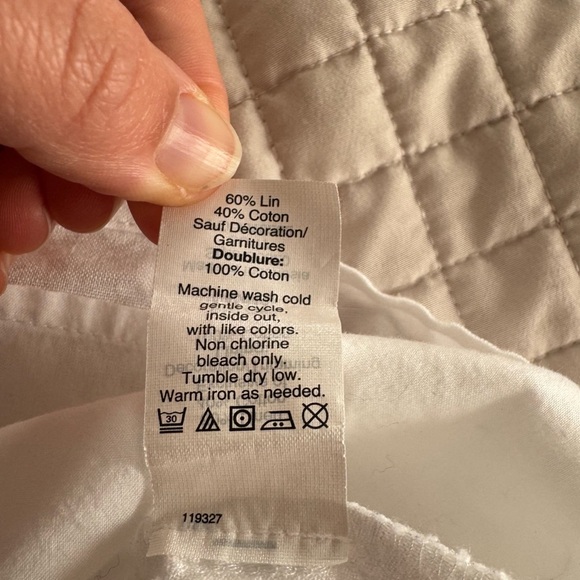 60% Lin
40% Coton
Sauf Décoration/
Garnitures
Doublure:
100% Coton
Machine wash cold
gentle cycle,
inside out,
with like colors.
Non chlorine
bleach only.
Tumble dry low.
Warm iron as needed.
30
119327